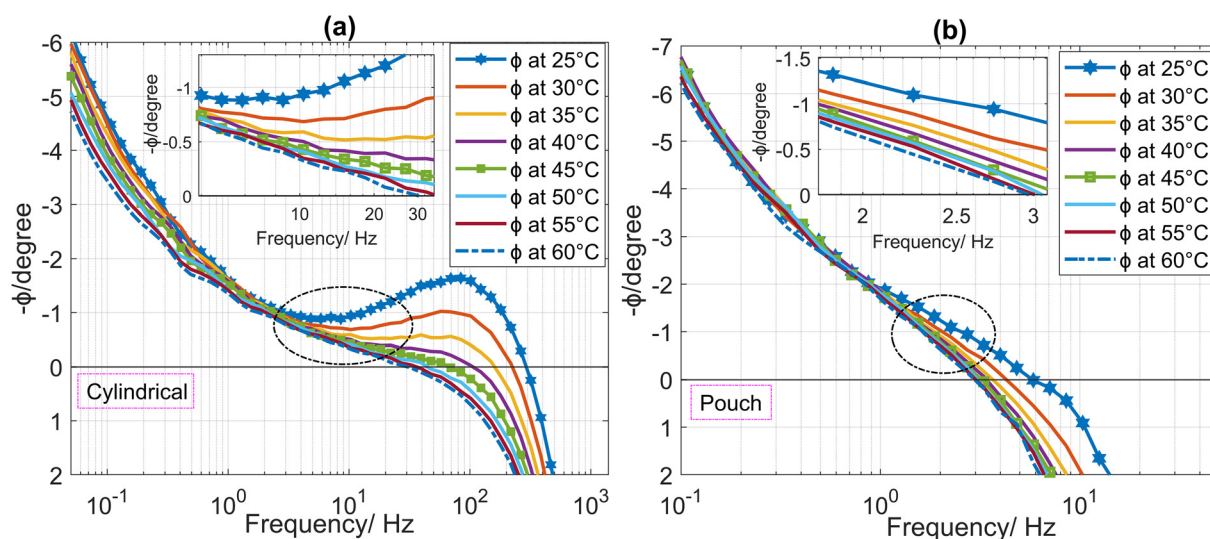 (a)
-6
-5
-4
-3
-2
-1
0
1
2
-ϕ/degree
10⁻¹
10⁰
10¹
10²
10³
Frequency/ Hz
Cylindrical
-1
-0.5
0
-ϕ/degree
10
20
30
Frequency/ Hz
ϕ at 25°C
ϕ at 30°C
ϕ at 35°C
ϕ at 40°C
ϕ at 45°C
ϕ at 50°C
ϕ at 55°C
ϕ at 60°C
(b)
-7
-6
-5
-4
-3
-2
-1
0
1
2
-ϕ/degree
10⁻¹
10⁰
10¹
Frequency/ Hz
Pouch
-1.5
-1
-0.5
0
-ϕ/degree
2
2.5
3
Frequency/ Hz
ϕ at 25°C
ϕ at 30°C
ϕ at 35°C
ϕ at 40°C
ϕ at 45°C
ϕ at 50°C
ϕ at 55°C
ϕ at 60°C